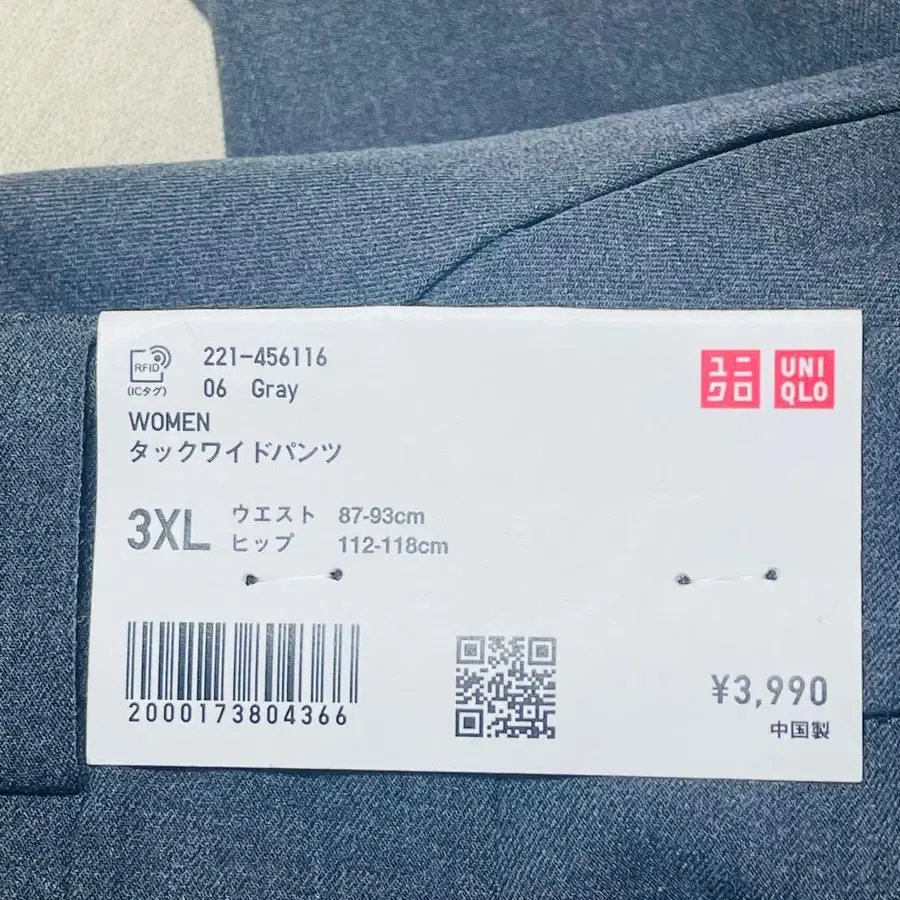 RFID
(ICタグ)
221-456116
06 Gray
ユニ
クロ
UNI
QLO
WOMEN
タックワイドパンツ
3XL
ウエスト 87-93cm
ヒップ 112-118cm
2000173804366
¥3,990
中国製